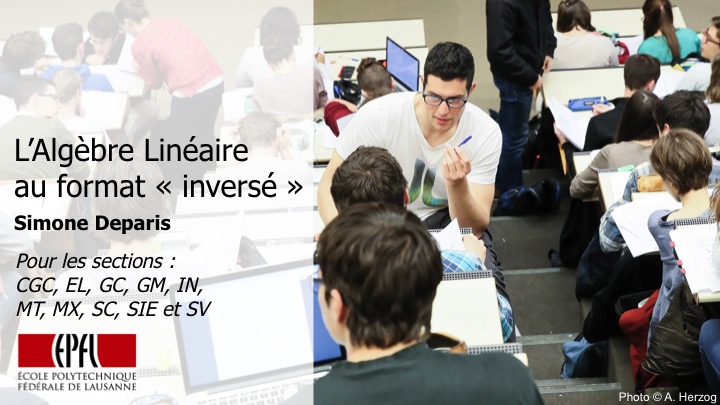 L'Algèbre Linéaire
au format « inversé »
Simone Deparis
Pour les sections :
CGC, EL, GC, GM, IN,
MT, MX, SC, SIE et SV
EPFL
ÉCOLE POLYTECHNIQUE
FÉDÉRALE DE LAUSANNE
Photo © A. Herzog